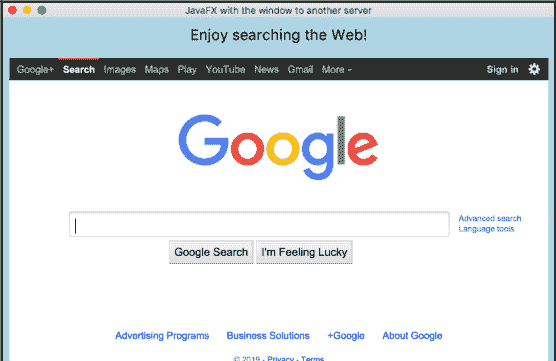 JavaFX with the window to another server
Enjoy searching the Web!
Google+ Search Images Maps Play YouTube News Gmail More Sign in
Google
Advanced search
Language tools
Google Search I'm Feeling Lucky
Advertising Programs Business Solutions +Google About Google
© 2019 - Privacy - Terms